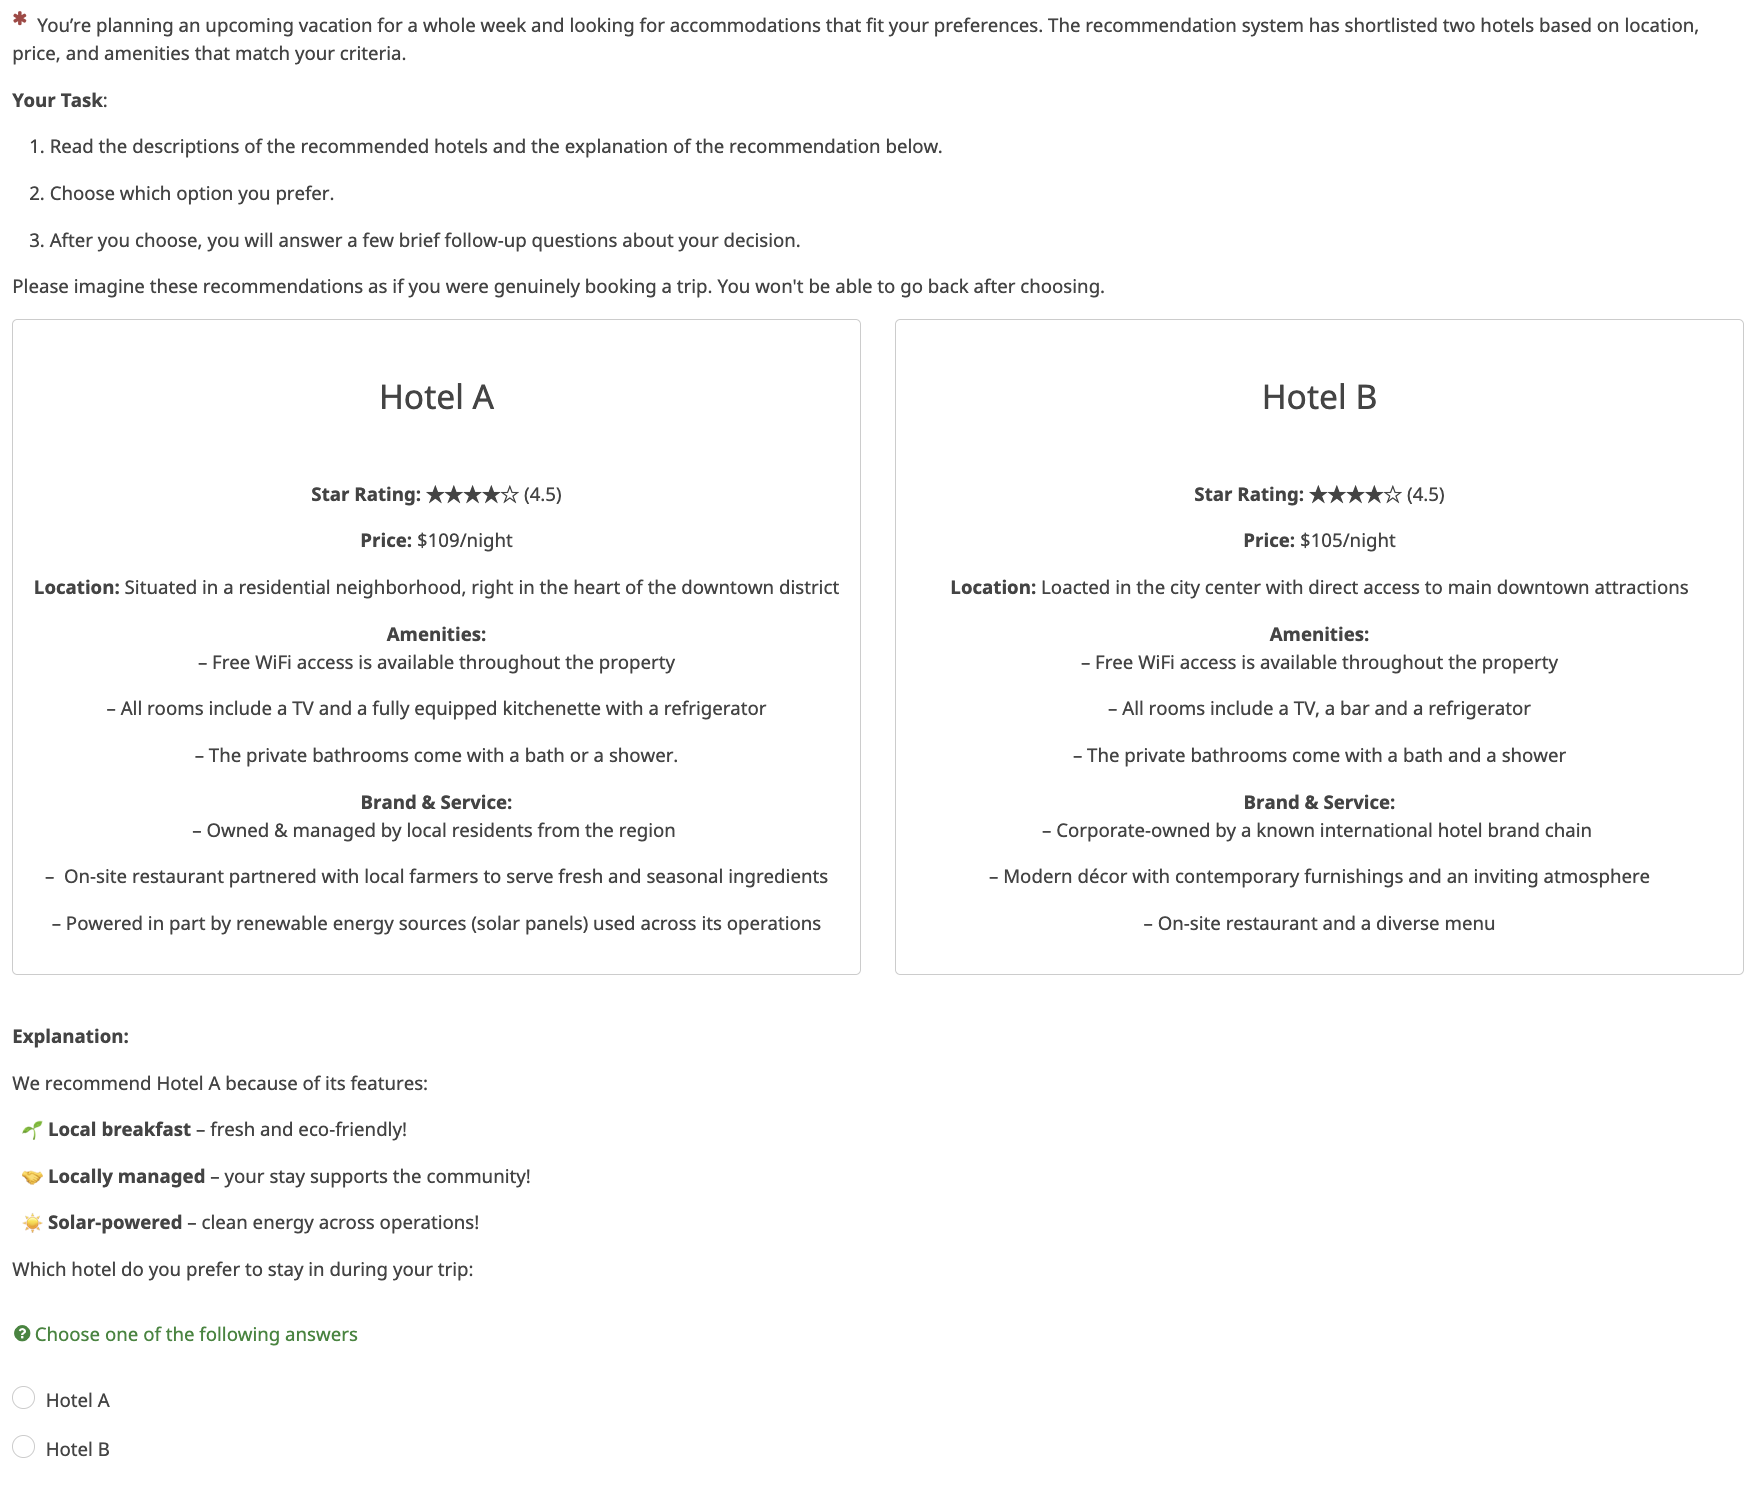 * You’re planning an upcoming vacation for a whole week and looking for accommodations that fit your preferences. The recommendation system has shortlisted two hotels based on location,
price, and amenities that match your criteria.
Your Task:
1. Read the descriptions of the recommended hotels and the explanation of the recommendation below.
2. Choose which option you prefer.
3. After you choose, you will answer a few brief follow-up questions about your decision.
Please imagine these recommendations as if you were genuinely booking a trip. You won't be able to go back after choosing.
Hotel A
Star Rating: ★★★★☆ (4.5)
Price: $109/night
Location: Situated in a residential neighborhood, right in the heart of the downtown district
Amenities:
– Free WiFi access is available throughout the property
– All rooms include a TV and a fully equipped kitchenette with a refrigerator
– The private bathrooms come with a bath or a shower.
Brand & Service:
– Owned & managed by local residents from the region
– On-site restaurant partnered with local farmers to serve fresh and seasonal ingredients
– Powered in part by renewable energy sources (solar panels) used across its operations
Hotel B
Star Rating: ★★★★☆ (4.5)
Price: $105/night
Location: Loacted in the city center with direct access to main downtown attractions
Amenities:
– Free WiFi access is available throughout the property
– All rooms include a TV, a bar and a refrigerator
– The private bathrooms come with a bath and a shower
Brand & Service:
– Corporate-owned by a known international hotel brand chain
– Modern décor with contemporary furnishings and an inviting atmosphere
– On-site restaurant and a diverse menu
Explanation:
We recommend Hotel A because of its features:
🌱 Local breakfast – fresh and eco-friendly!
🤝 Locally managed – your stay supports the community!
☀️ Solar-powered – clean energy across operations!
Which hotel do you prefer to stay in during your trip:
Choose one of the following answers
Hotel A
Hotel B